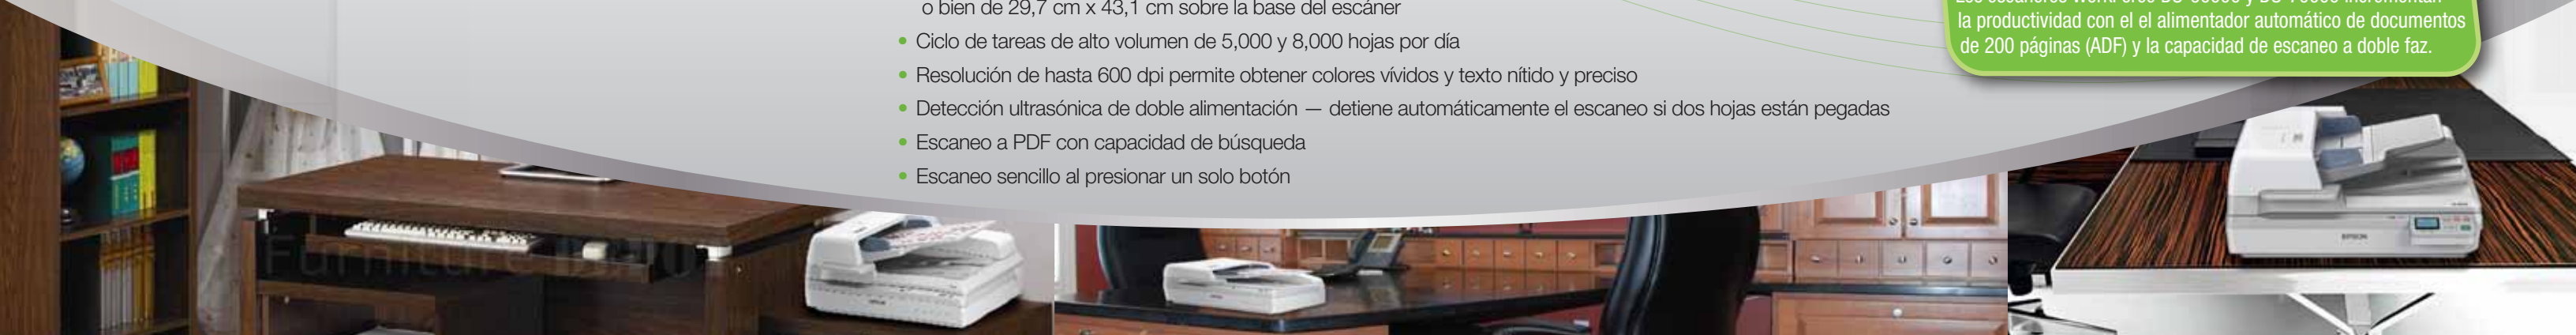 o bien de 29,7 cm x 43,1 cm sobre la base del escáner
• Ciclo de tareas de alto volumen de 5,000 y 8,000 hojas por día
• Resolución de hasta 600 dpi permite obtener colores vívidos y texto nítido y preciso
• Detección ultrasónica de doble alimentación — detiene automáticamente el escaneo si dos hojas están pegadas
• Escaneo a PDF con capacidad de búsqueda
• Escaneo sencillo al presionar un solo botón
la productividad con el el alimentador automático de documentos
de 200 páginas (ADF) y la capacidad de escaneo a doble faz.
Furniture
EPSON